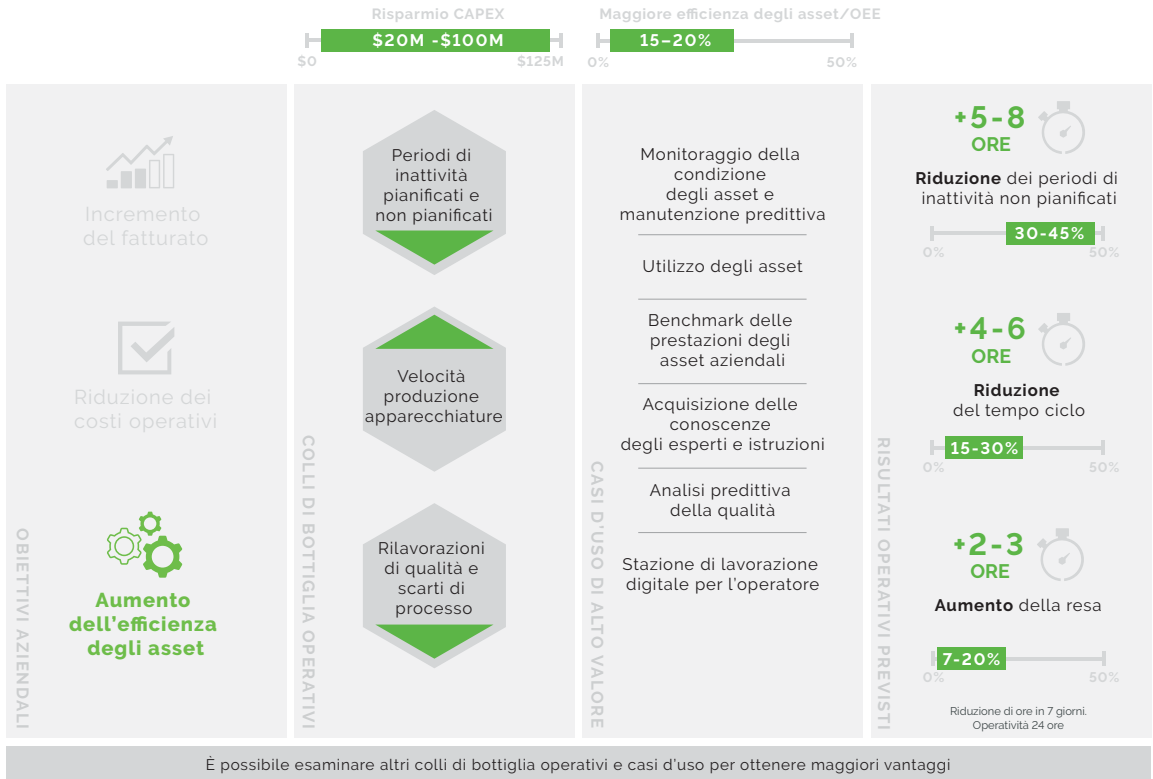 Risparmio CAPEX
$20M -$100M
$0
$125M
Maggiore efficienza degli asset/OEE
15–20%
0%
50%
OBIETTIVI AZIENDALI
Incremento
del fatturato
Riduzione dei
costi operativi
Aumento
dell'efficienza
degli asset
COLLI DI BOTTIGLIA OPERATIVI
Periodi di
inattività
pianificati e
non pianificati
Velocità
produzione
apparecchiature
Rilavorazioni
di qualità e
scarti di
processo
CASI D'USO DI ALTO VALORE
Monitoraggio della
condizione
degli asset e
manutenzione predittiva
Utilizzo degli asset
Benchmark delle
prestazioni degli
asset aziendali
Acquisizione delle
conoscenze
degli esperti e istruzioni
Analisi predittiva
della qualità
Stazione di lavorazione
digitale per l'operatore
RISULTATI OPERATIVI PREVISTI
+5-8
ORE
Riduzione dei periodi di
inattività non pianificati
30-45%
0%
50%
+4-6
ORE
Riduzione
del tempo ciclo
15-30%
0%
50%
+2-3
ORE
Aumento della resa
7-20%
0%
50%
Riduzione di ore in 7 giorni.
Operatività 24 ore
È possibile esaminare altri colli di bottiglia operativi e casi d'uso per ottenere maggiori vantaggi